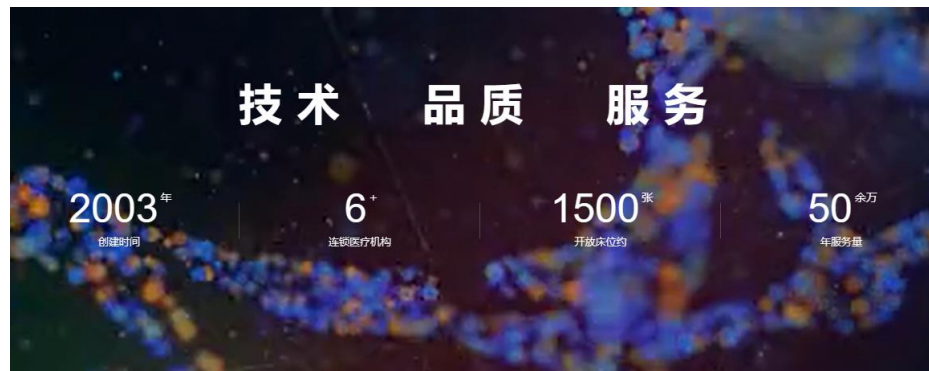 技术 品质 服务
2003年
创建时间
6+
连锁医疗机构
1500张
开放床位约
50余万
年服务量